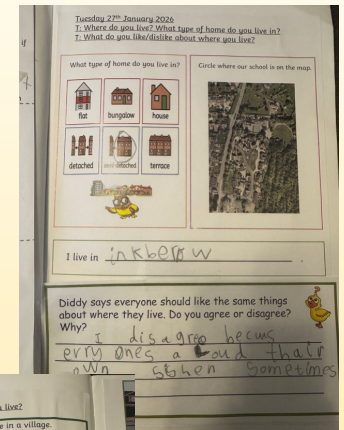 Tuesday 27th January 2026
T: Where do you live? What type of home do you live in?
T: What do you like/dislike about where you live?
What type of home do you live in?
flat bungalow house
detached semi-detached terrace
Circle where our school is on the map.
I live in inkberrw
Diddy says everyone should like the same things
about where they live. Do you agree or disagree?
Why?
I disagree becuas
erry ones a loud thair
own Sometimes
live?
e in a village.